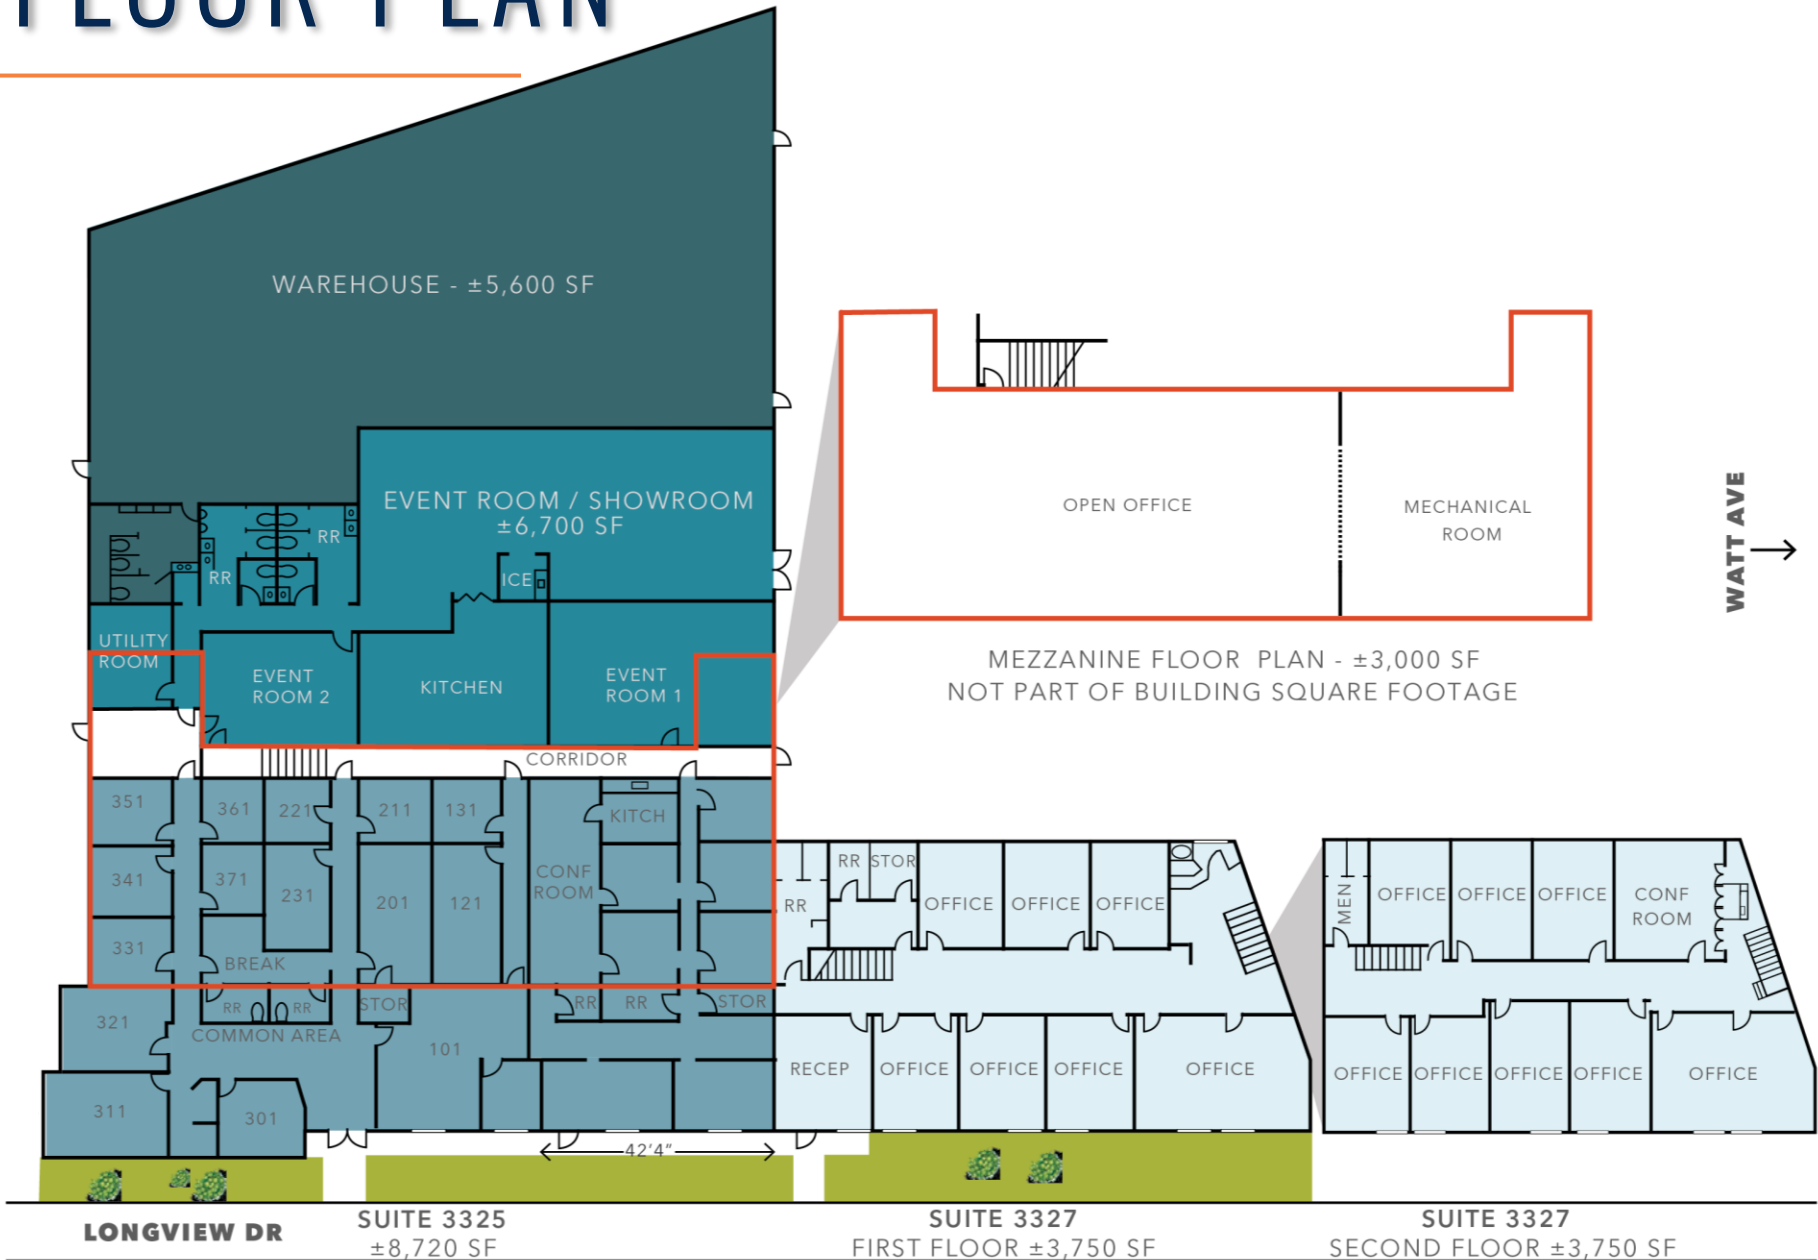 FLOOR PLAN
WAREHOUSE - ±5,600 SF
EVENT ROOM / SHOWROOM
±6,700 SF
RR
RR
ICE
UTILITY
ROOM
EVENT
ROOM 2
KITCHEN
EVENT
ROOM 1
CORRIDOR
OPEN OFFICE
MECHANICAL
ROOM
MEZZANINE FLOOR PLAN - ±3,000 SF
NOT PART OF BUILDING SQUARE FOOTAGE
WATT AVE
351
361
221
211
131
KITCH
341
371
231
201
121
CONF
ROOM
331
BREAK
RR
RR
STOR
RR
RR
STOR
321
COMMON AREA
101
311
301
42'4"
RR
RR
STOR
OFFICE
OFFICE
OFFICE
RECEP
OFFICE
OFFICE
OFFICE
OFFICE
MEN
OFFICE
OFFICE
OFFICE
CONF
ROOM
OFFICE
OFFICE
OFFICE
OFFICE
OFFICE
LONGVIEW DR
SUITE 3325
±8,720 SF
SUITE 3327
FIRST FLOOR ±3,750 SF
SUITE 3327
SECOND FLOOR ±3,750 SF